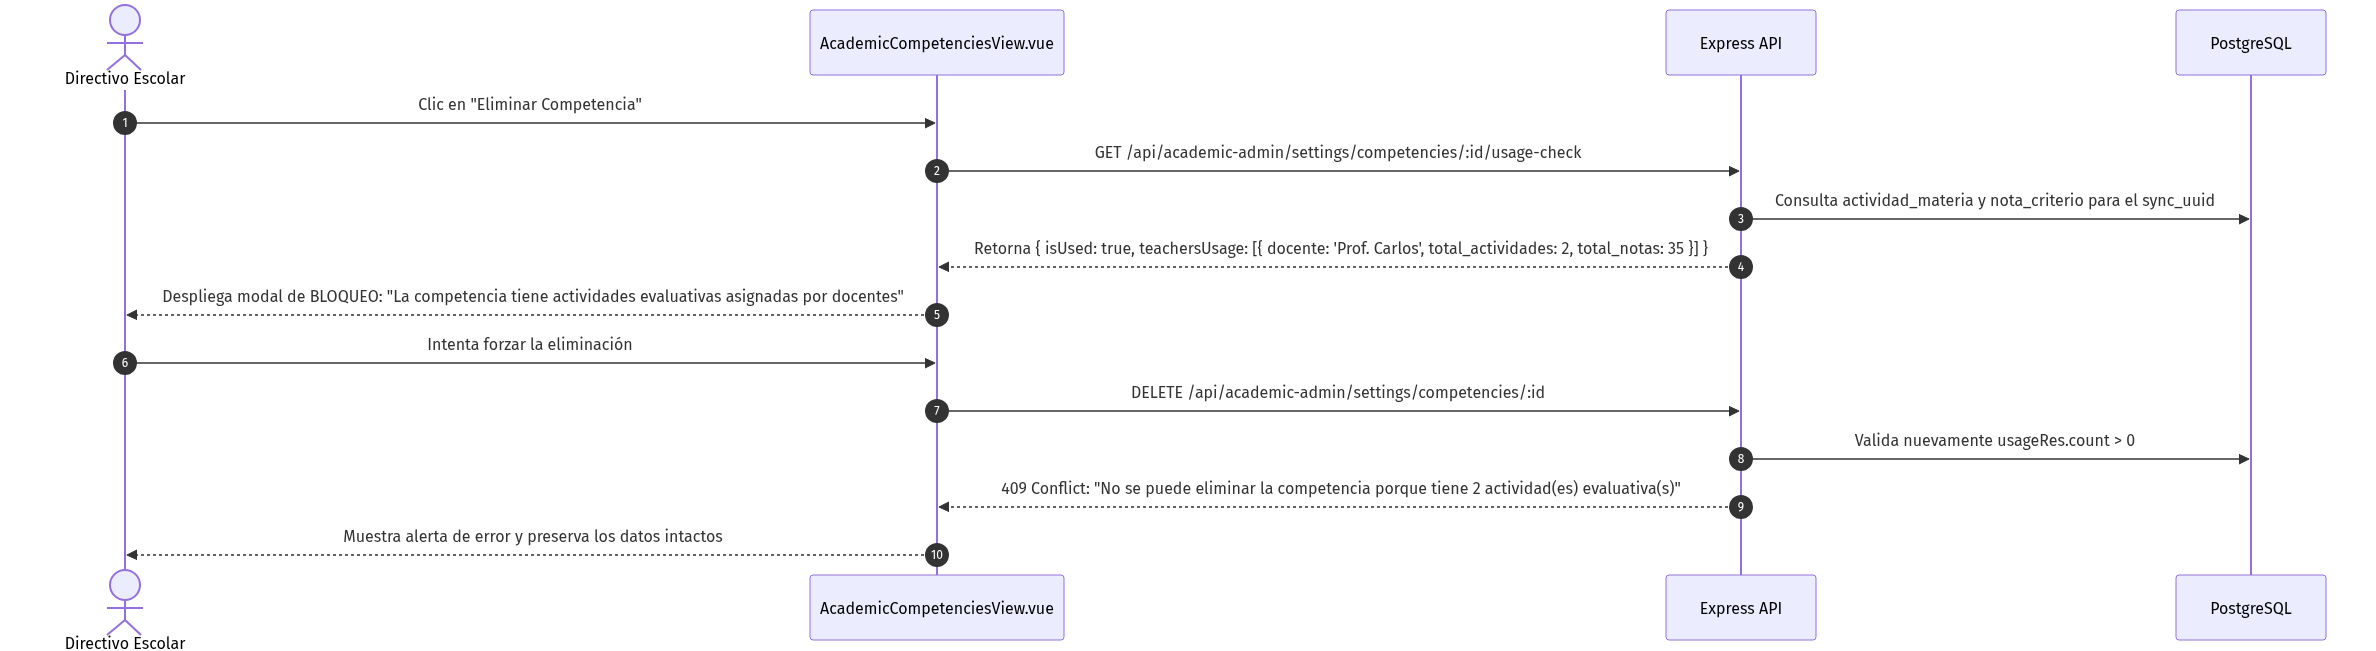 Directivo Escolar
AcademicCompetenciesView.vue
Express API
PostgreSQL
Clic en "Eliminar Competencia"
1
GET /api/academic-admin/settings/competencies/:id/usage-check
2
Consulta actividad_materia y nota_criterio para el sync_uuid
3
Retorna { isUsed: true, teachersUsage: [{ docente: 'Prof. Carlos', total_actividades: 2, total_notas: 35 }] }
4
Despliega modal de BLOQUEO: "La competencia tiene actividades evaluativas asignadas por docentes"
5
Intenta forzar la eliminación
6
DELETE /api/academic-admin/settings/competencies/:id
7
Valida nuevamente usageRes.count > 0
8
409 Conflict: "No se puede eliminar la competencia porque tiene 2 actividad(es) evaluativa(s)"
9
Muestra alerta de error y preserva los datos intactos
10
Directivo Escolar
AcademicCompetenciesView.vue
Express API
PostgreSQL